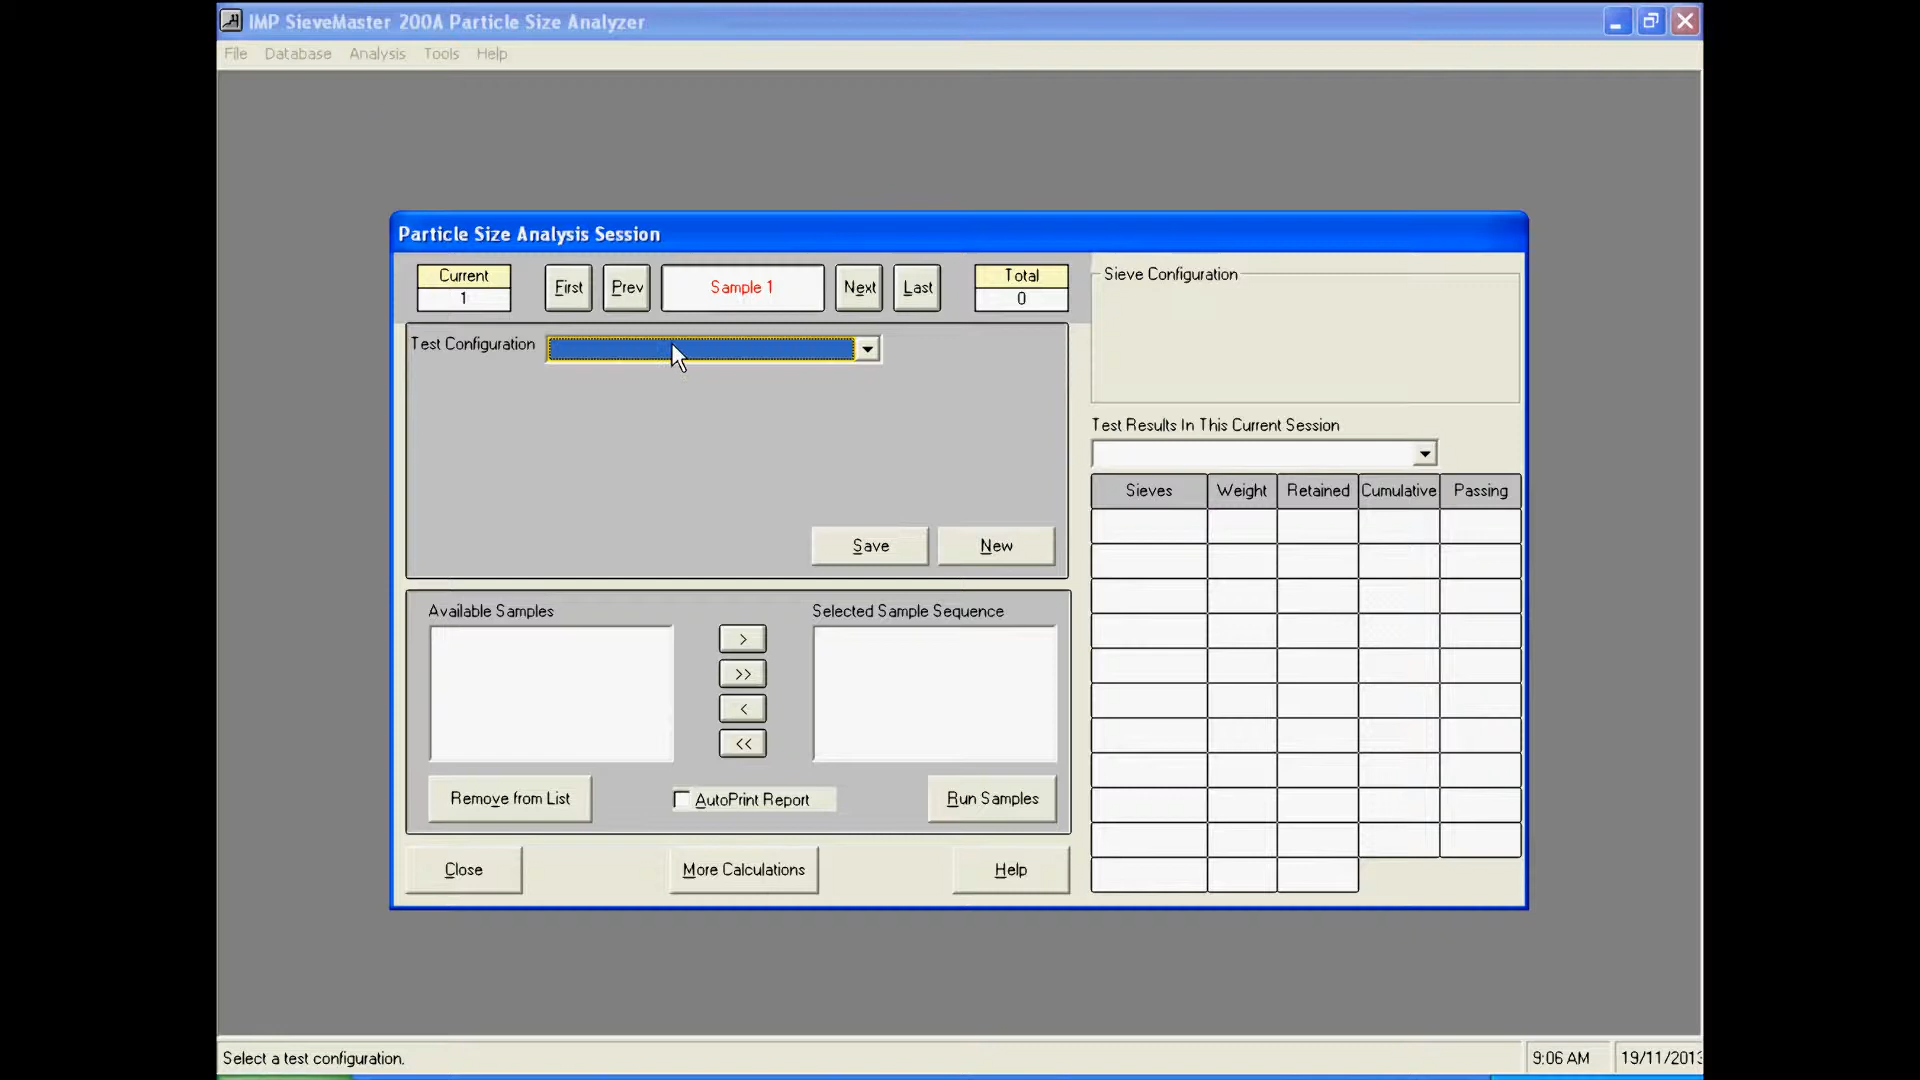 IMP SieveMaster 200A Particle Size Analyzer
File Database Analysis Tools Help
Particle Size Analysis Session
Current
1
First
Prev
Sample 1
Next
Last
Total
0
Test Configuration
Save
New
Available Samples
>
>>
<
<<
Selected Sample Sequence
Remove from List
AutoPrint Report
Run Samples
Close
More Calculations
Help
Sieve Configuration
Test Results In This Current Session
Sieves Weight Retained Cumulative Passing
Select a test configuration.
9:06 AM
19/11/2013